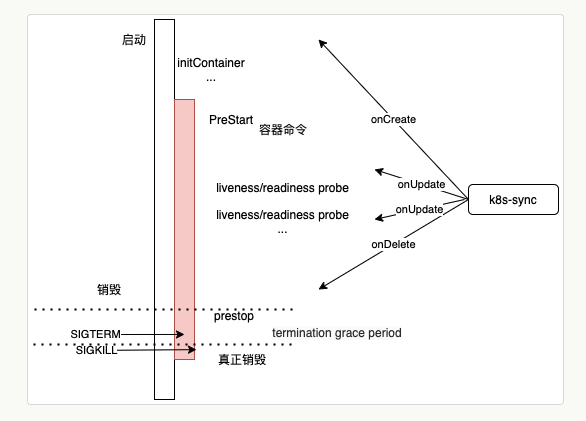 启动
initContainer
...
PreStart
容器命令
onCreate
liveness/readiness probe
onUpdate
k8s-sync
liveness/readiness probe
onUpdate
...
onDelete
销毁
prestop
SIGTERM
termination grace period
SIGKILL
真正销毁